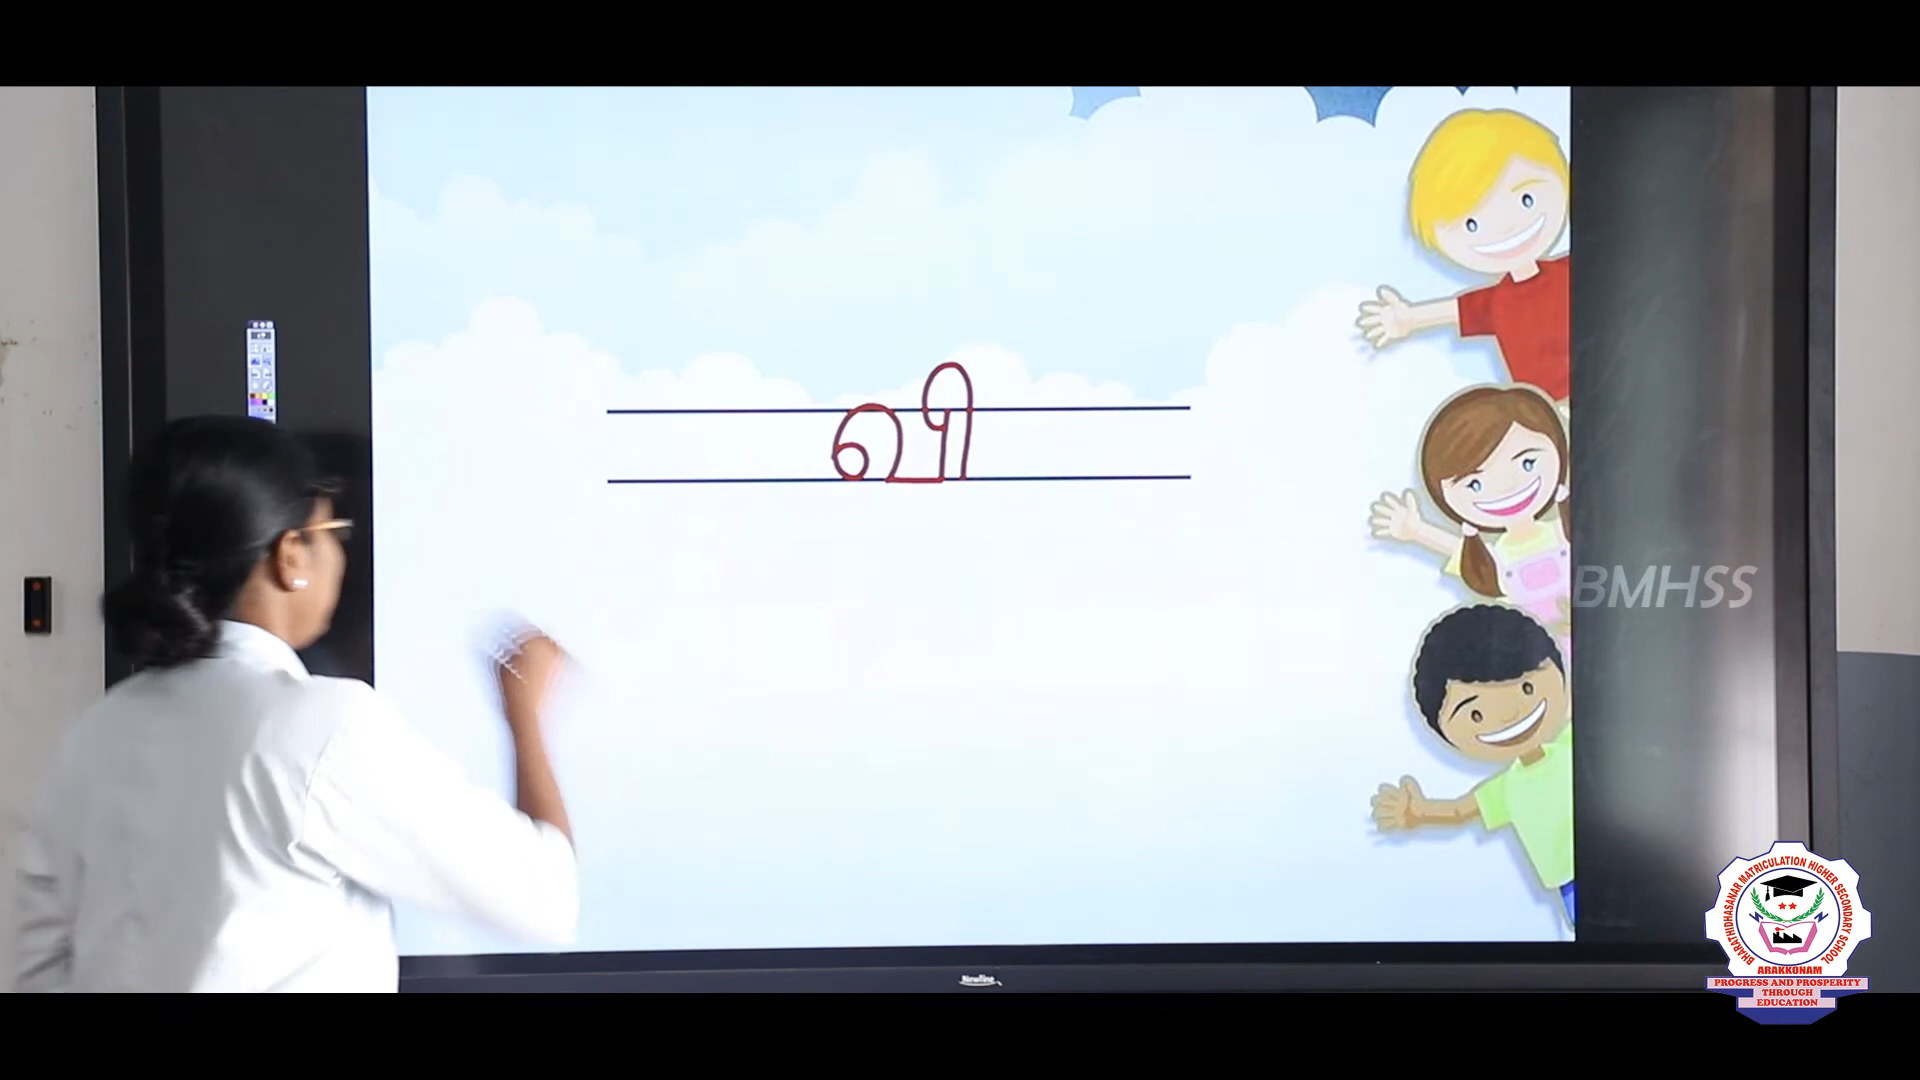 வி
BMHSS
BHARATHIDHASANAR MATRICULATION HIGHER SECONDARY SCHOOL
ARAKKONAM
PROGRESS AND PROSPERITY
THROUGH
EDUCATION
Newline